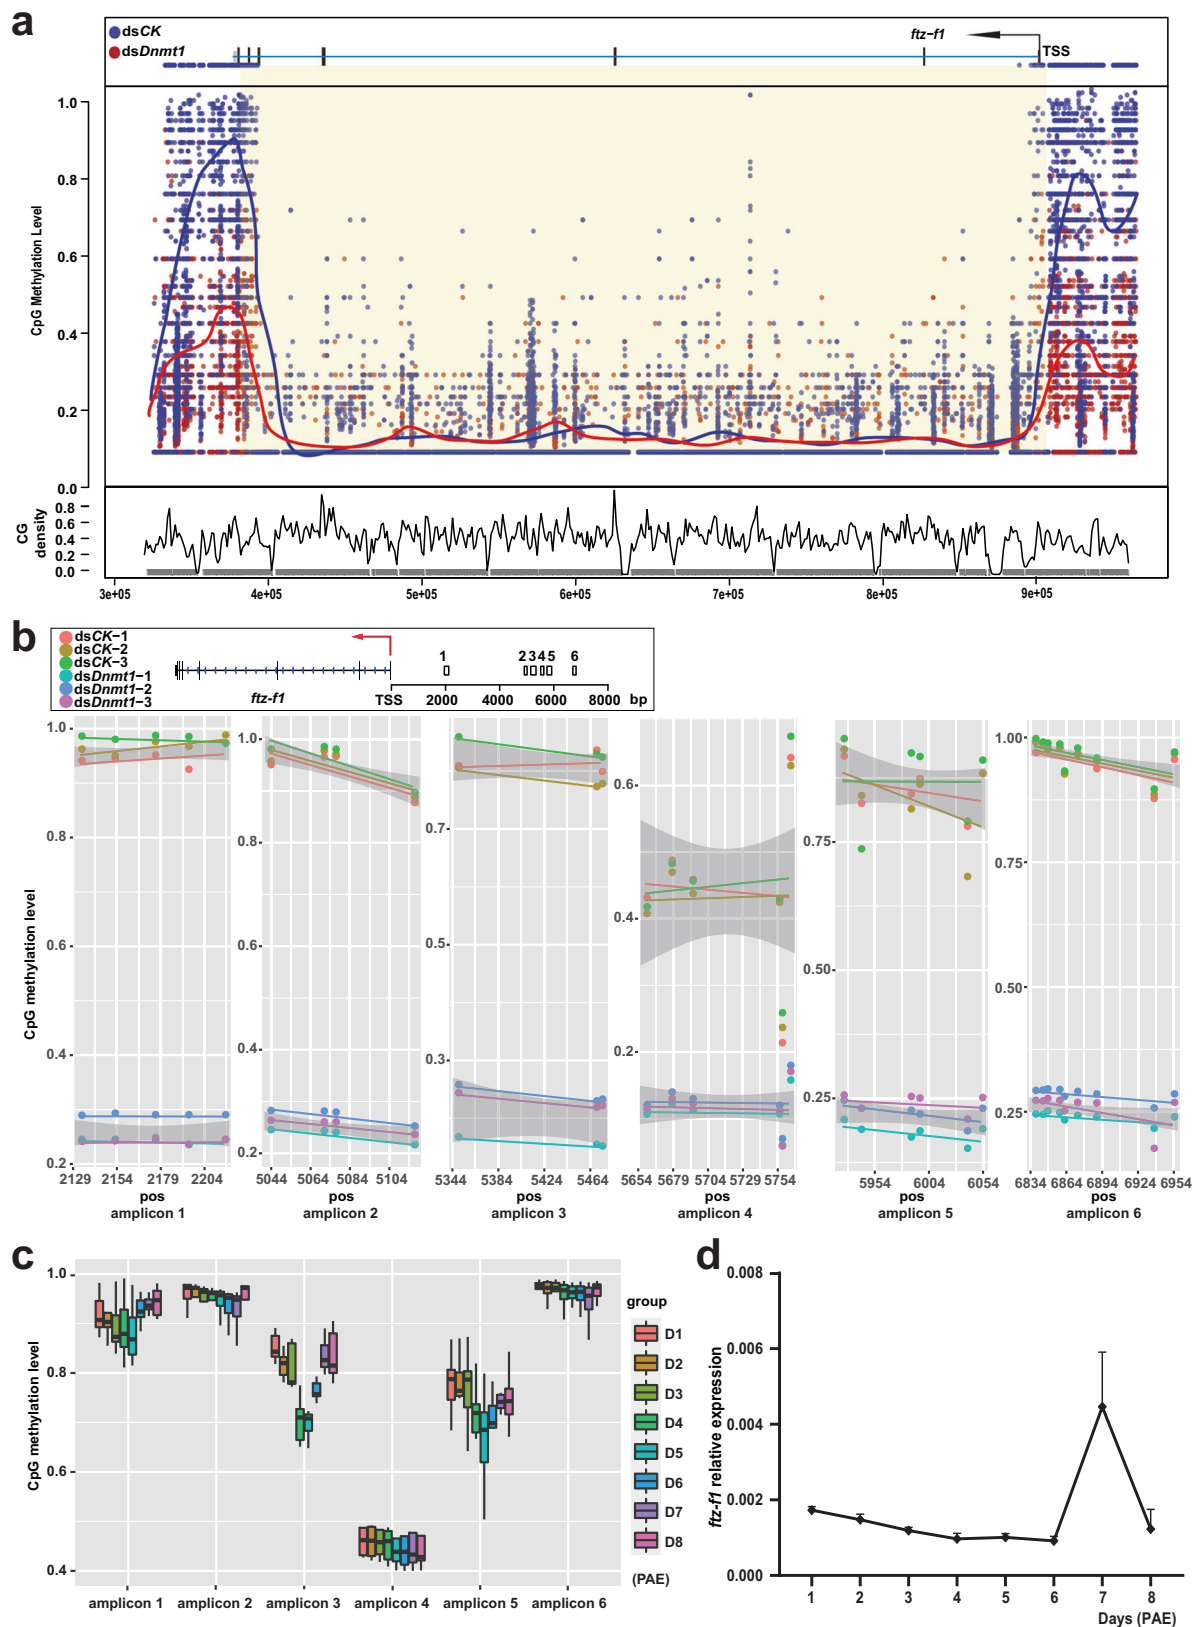 a
dsCK
dsDnmt1
ftz-f1
TSS
1.0
0.8
0.6
0.4
0.2
0.0
CpG Methylation Level
0.8
0.6
0.4
0.2
0.0
CG density
3e+05 4e+05 5e+05 6e+05 7e+05 8e+05 9e+05
b
dsCK-1
dsCK-2
dsCK-3
dsDnmt1-1
dsDnmt1-2
dsDnmt1-3
1 2 3 4 5 6
ftz-f1 TSS 2000 4000 6000 8000 bp
CpG methylation level
1.0
0.8
0.6
0.4
0.2
2129 2154 2179 2204
pos
amplicon 1
1.0
0.8
0.6
0.4
0.2
5044 5064 5084 5104
pos
amplicon 2
0.7
0.5
0.3
5344 5384 5424 5464
pos
amplicon 3
0.6
0.4
0.2
5654 5679 5704 5729 5754
pos
amplicon 4
0.75
0.50
0.25
5954 6004 6054
pos
amplicon 5
1.00
0.75
0.50
0.25
6834 6864 6894 6924 6954
pos
amplicon 6
c
CpG methylation level
1.0
0.8
0.6
0.4
amplicon 1 amplicon 2 amplicon 3 amplicon 4 amplicon 5 amplicon 6
group
D1
D2
D3
D4
D5
D6
D7
D8
(PAE)
d
ftz-f1 relative expression
0.008
0.006
0.004
0.002
0.000
1 2 3 4 5 6 7 8
Days (PAE)